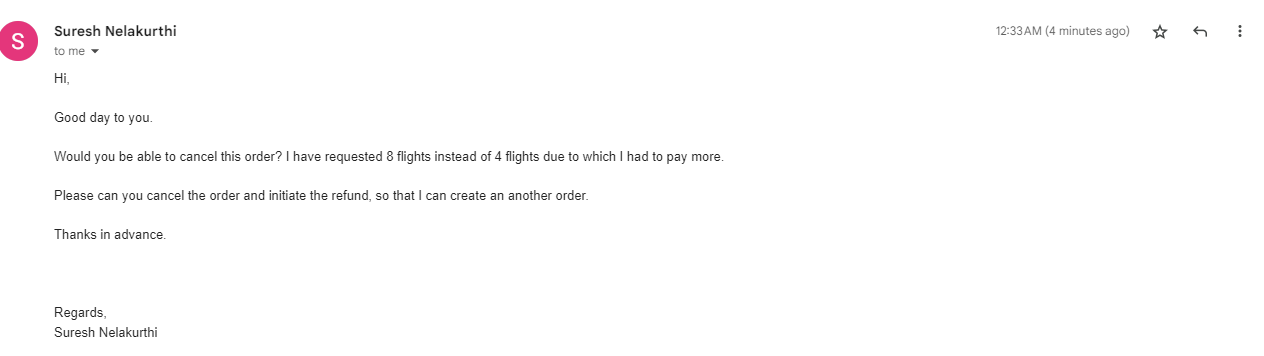 S
Suresh Nelakurthi
12:33 AM (4 minutes ago)
to me
Hi,
Good day to you.
Would you be able to cancel this order? I have requested 8 flights instead of 4 flights due to which I had to pay more.
Please can you cancel the order and initiate the refund, so that I can create an another order.
Thanks in advance.
Regards,
Suresh Nelakurthi